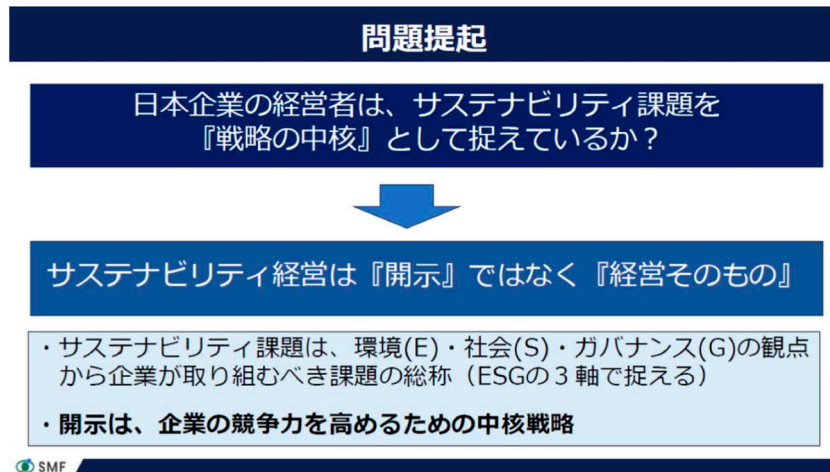 問題提起
日本企業の経営者は、サステナビリティ課題を
『戦略の中核』として捉えているか？
サステナビリティ経営は『開示』ではなく『経営そのもの』
・サステナビリティ課題は、環境(E)・社会(S)・ガバナンス(G)の観点
から企業が取り組むべき課題の総称（ESGの３軸で捉える）
・開示は、企業の競争力を高めるための中核戦略
SMF